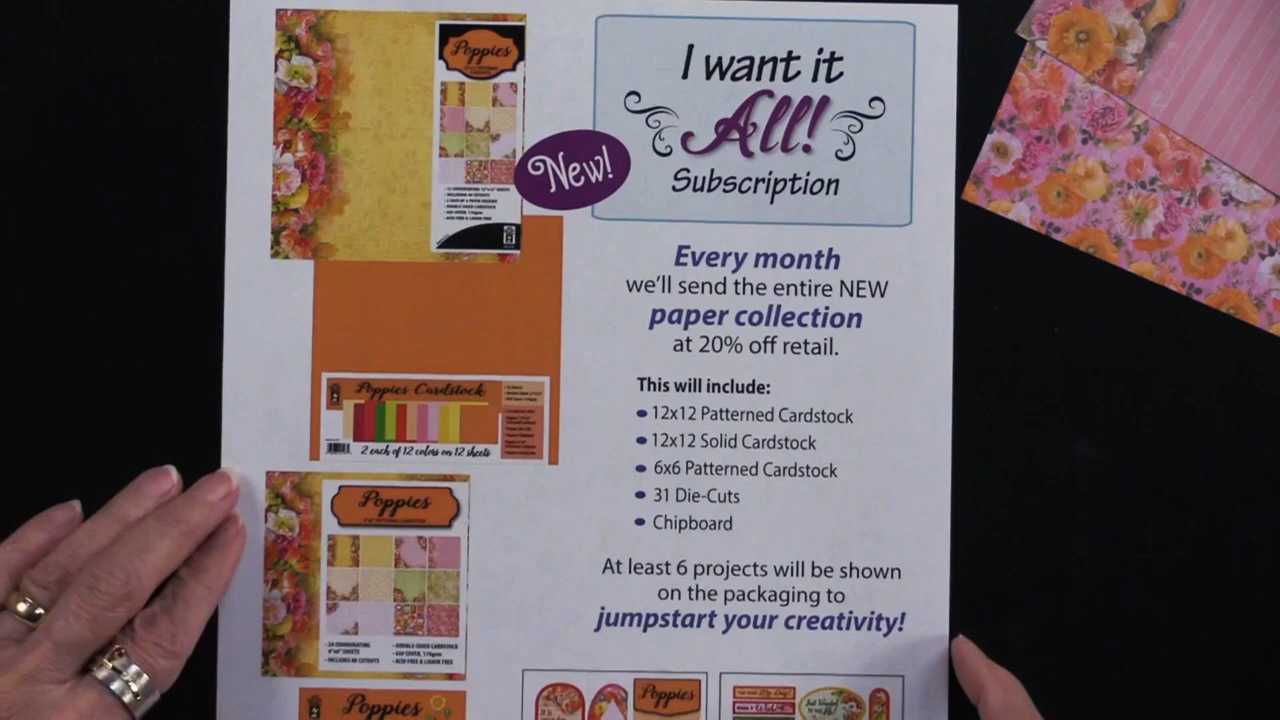 Poppies
New!
I want it
All!
Subscription
Every month
we'll send the entire NEW
paper collection
at 20% off retail.
This will include:
• 12x12 Patterned Cardstock
• 12x12 Solid Cardstock
• 6x6 Patterned Cardstock
• 31 Die-Cuts
• Chipboard
At least 6 projects will be shown
on the packaging to
jumpstart your creativity!
Poppies Cardstock
2 each of 12 colors on 12 sheets
Poppies
Poppies
Poppies